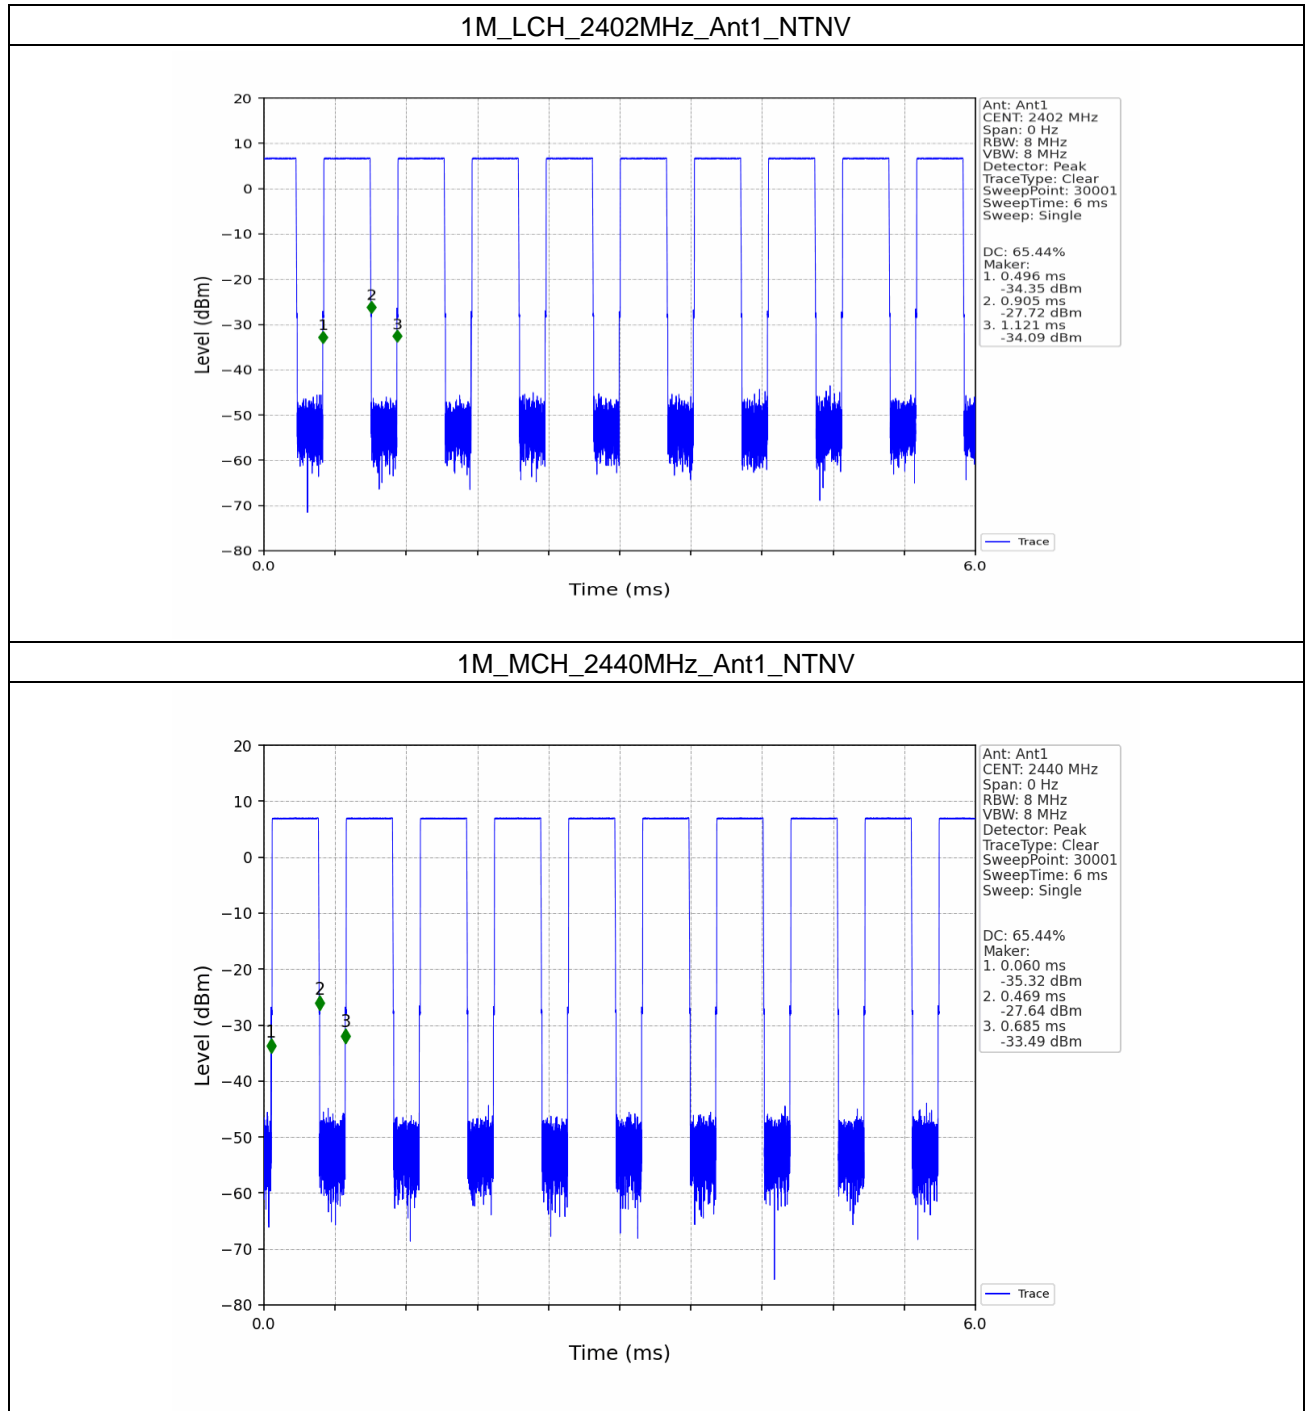 1M_LCH_2402MHz_Ant1_NTNV
20
10
0
−10
−20
−30
−40
−50
−60
−70
−80
Level (dBm)
0.0
6.0
Time (ms)
1
2
3
Ant: Ant1
CENT: 2402 MHz
Span: 0 Hz
RBW: 8 MHz
VBW: 8 MHz
Detector: Peak
TraceType: Clear
SweepPoint: 30001
SweepTime: 6 ms
Sweep: Single
DC: 65.44%
Maker:
1. 0.496 ms
-34.35 dBm
2. 0.905 ms
-27.72 dBm
3. 1.121 ms
-34.09 dBm
Trace
1M_MCH_2440MHz_Ant1_NTNV
20
10
0
−10
−20
−30
−40
−50
−60
−70
−80
Level (dBm)
0.0
6.0
Time (ms)
1
2
3
Ant: Ant1
CENT: 2440 MHz
Span: 0 Hz
RBW: 8 MHz
VBW: 8 MHz
Detector: Peak
TraceType: Clear
SweepPoint: 30001
SweepTime: 6 ms
Sweep: Single
DC: 65.44%
Maker:
1. 0.060 ms
-35.32 dBm
2. 0.469 ms
-27.64 dBm
3. 0.685 ms
-33.49 dBm
Trace